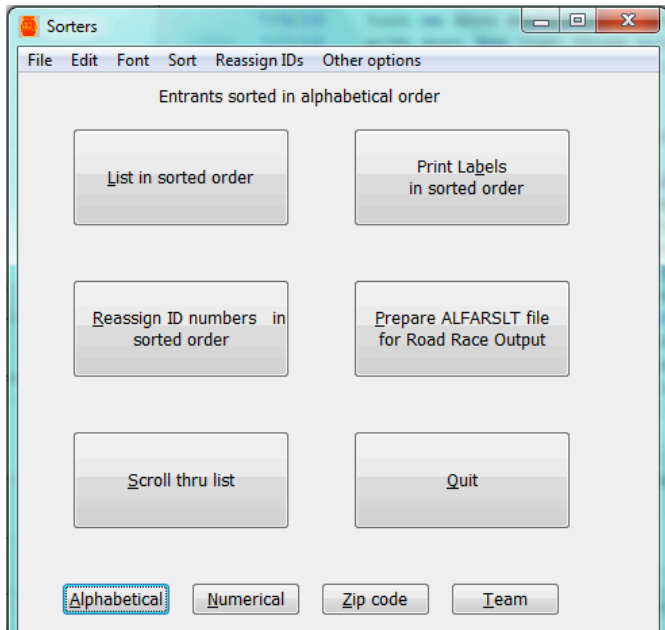 Sorters
File Edit Font Sort Reassign IDs Other options
Entrants sorted in alphabetical order
List in sorted order
Print Labels
in sorted order
Reassign ID numbers in
sorted order
Prepare ALFARSLT file
for Road Race Output
Scroll thru list
Quit
Alphabetical Numerical Zip code Team